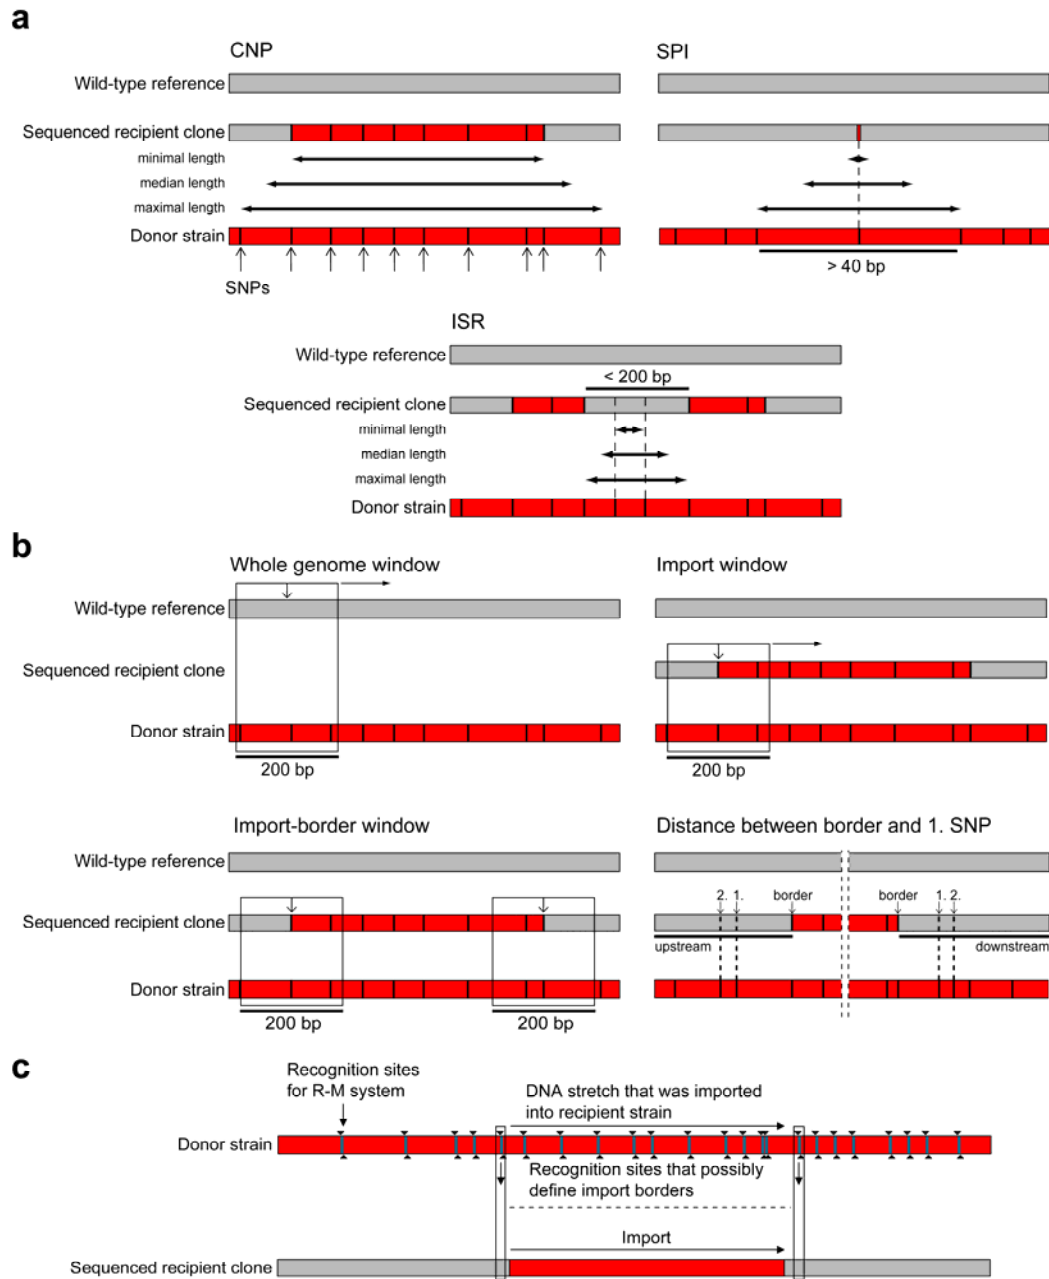 a
CNP
Wild-type reference
Sequenced recipient clone
minimal length
median length
maximal length
Donor strain
SNPs
SPI
> 40 bp
ISR
Wild-type reference
< 200 bp
Sequenced recipient clone
minimal length
median length
maximal length
Donor strain
b
Whole genome window
Wild-type reference
Sequenced recipient clone
Donor strain
200 bp
Import window
200 bp
Import-border window
Wild-type reference
Sequenced recipient clone
Donor strain
200 bp
200 bp
Distance between border and 1. SNP
2. 1. border border 1. 2.
upstream downstream
c
Recognition sites
for R-M system
DNA stretch that was imported
into recipient strain
Donor strain
Recognition sites that possibly
define import borders
Import
Sequenced recipient clone